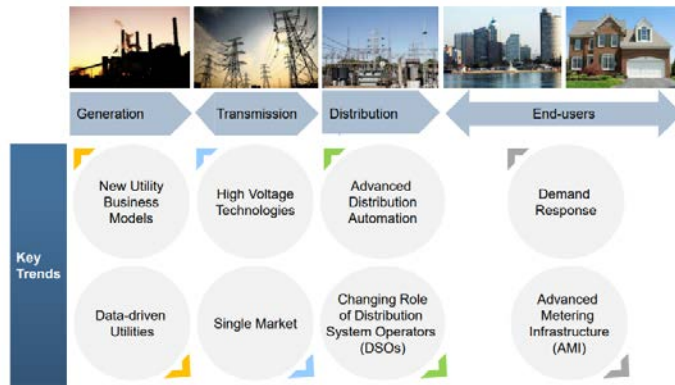 Generation
Transmission
Distribution
End-users
Key
Trends
New Utility
Business
Models
High Voltage
Technologies
Advanced
Distribution
Automation
Demand
Response
Data-driven
Utilities
Single Market
Changing Role
of Distribution
System Operators
(DSOs)
Advanced
Metering
Infrastructure
(AMI)